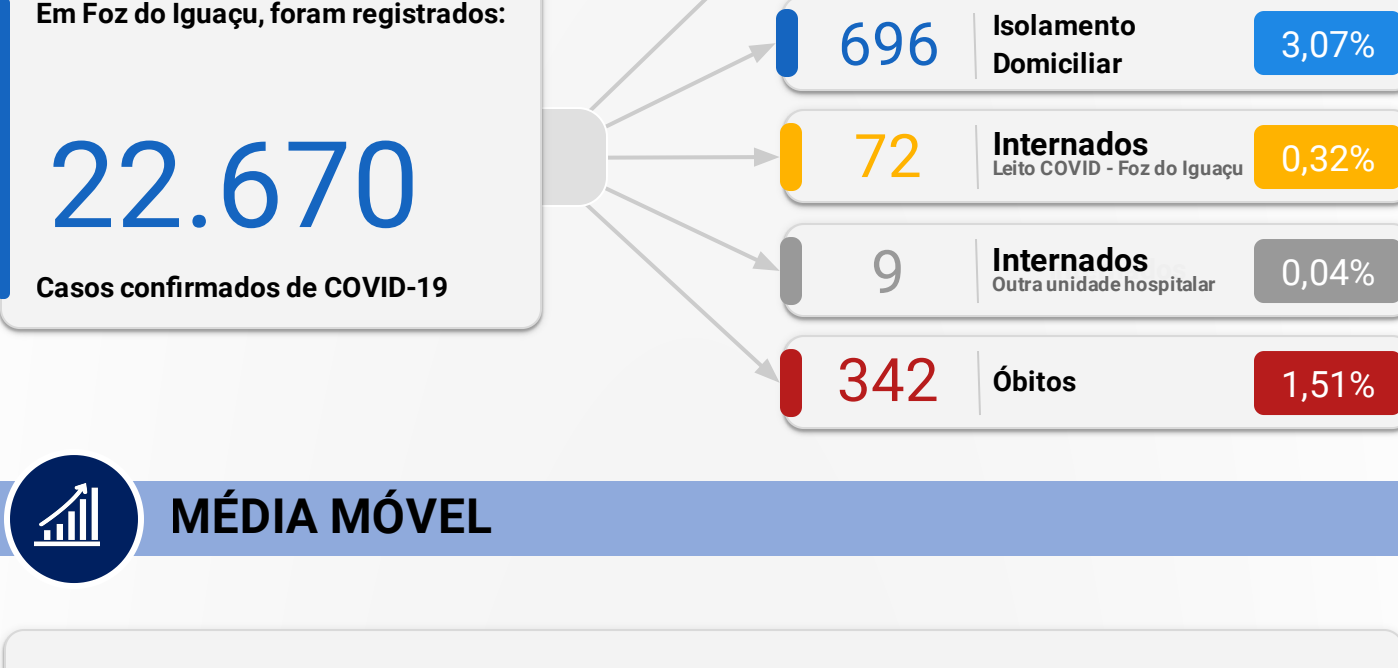 Em Foz do Iguaçu, foram registrados:
22.670
Casos confirmados de COVID-19
696
Isolamento
Domiciliar
3,07%
72
Internados
Leito COVID - Foz do Iguaçu
0,32%
9
Internados
Outra unidade hospitalar
0,04%
342
Óbitos
1,51%
MÉDIA MÓVEL